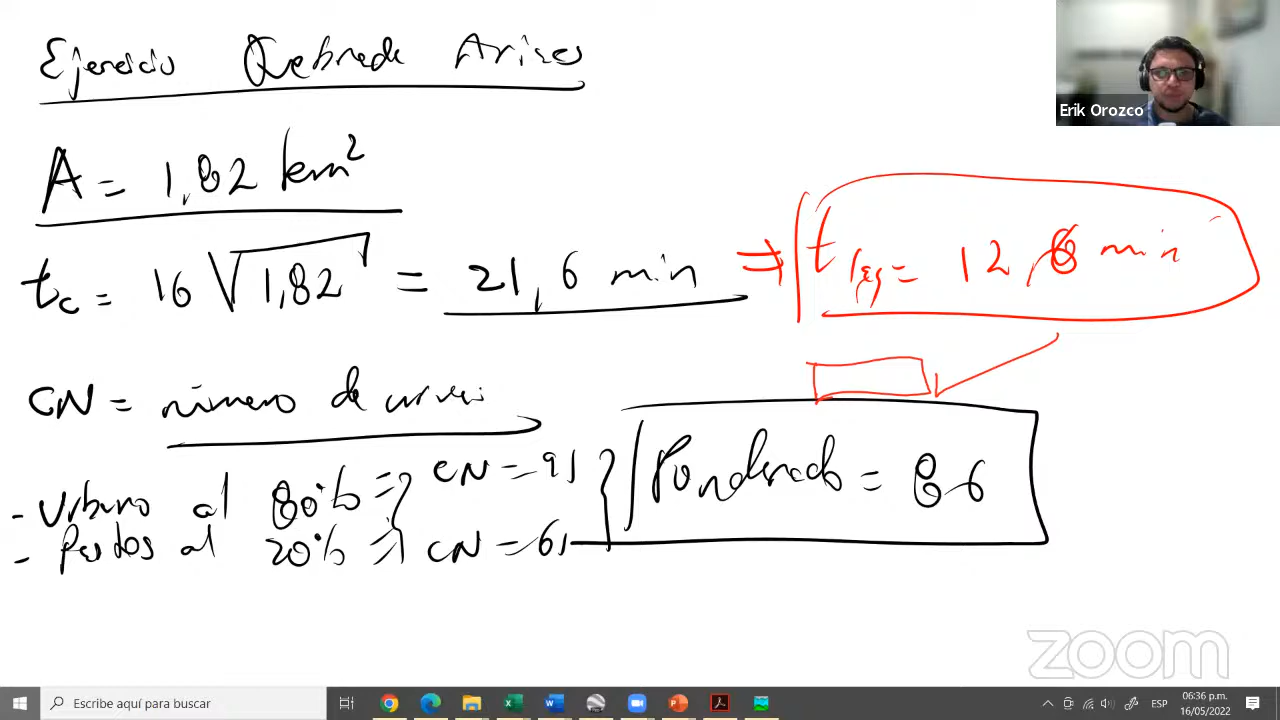 Ejercicio Quebrada Arias
Erik Orozco
A = 1,82 km²
tc = 16 √1,82 = 21,6 min ⇒ tlag = 12,6 min
CN = número de curva
- Urbano al 80% ⇒ CN = 91
- Pastos al 20% ⇒ CN = 61
Ponderado = 86
zoom
Escribe aquí para buscar
ESP
06:36 p.m.
16/05/2022